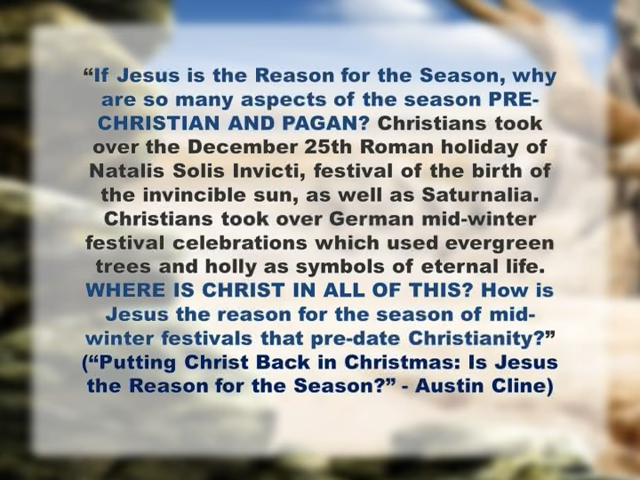 “If Jesus is the Reason for the Season, why
are so many aspects of the season PRE-
CHRISTIAN AND PAGAN? Christians took
over the December 25th Roman holiday of
Natalis Solis Invicti, festival of the birth of
the invincible sun, as well as Saturnalia.
Christians took over German mid-winter
festival celebrations which used evergreen
trees and holly as symbols of eternal life.
WHERE IS CHRIST IN ALL OF THIS? How is
Jesus the reason for the season of mid-
winter festivals that pre-date Christianity?”
(“Putting Christ Back in Christmas: Is Jesus
the Reason for the Season?” - Austin Cline)